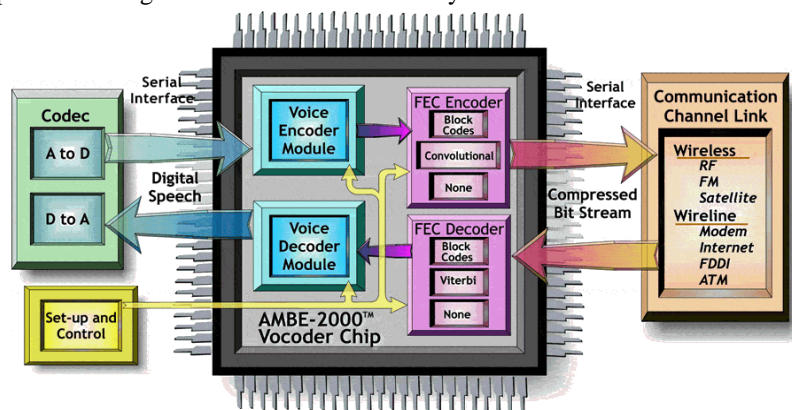 Serial
Interface
Codec
A to D
D to A
Digital
Speech
Set-up and
Control
Voice
Encoder
Module
Voice
Decoder
Module
FEC Encoder
Block
Codes
Convolutional
None
FEC Decoder
Block
Codes
Viterbi
None
AMBE-2000™
Vocoder Chip
Serial
Interface
Compressed
Bit Stream
Communication
Channel Link
Wireless
RF
FM
Satellite
Wireline
Modem
Internet
FDDI
ATM